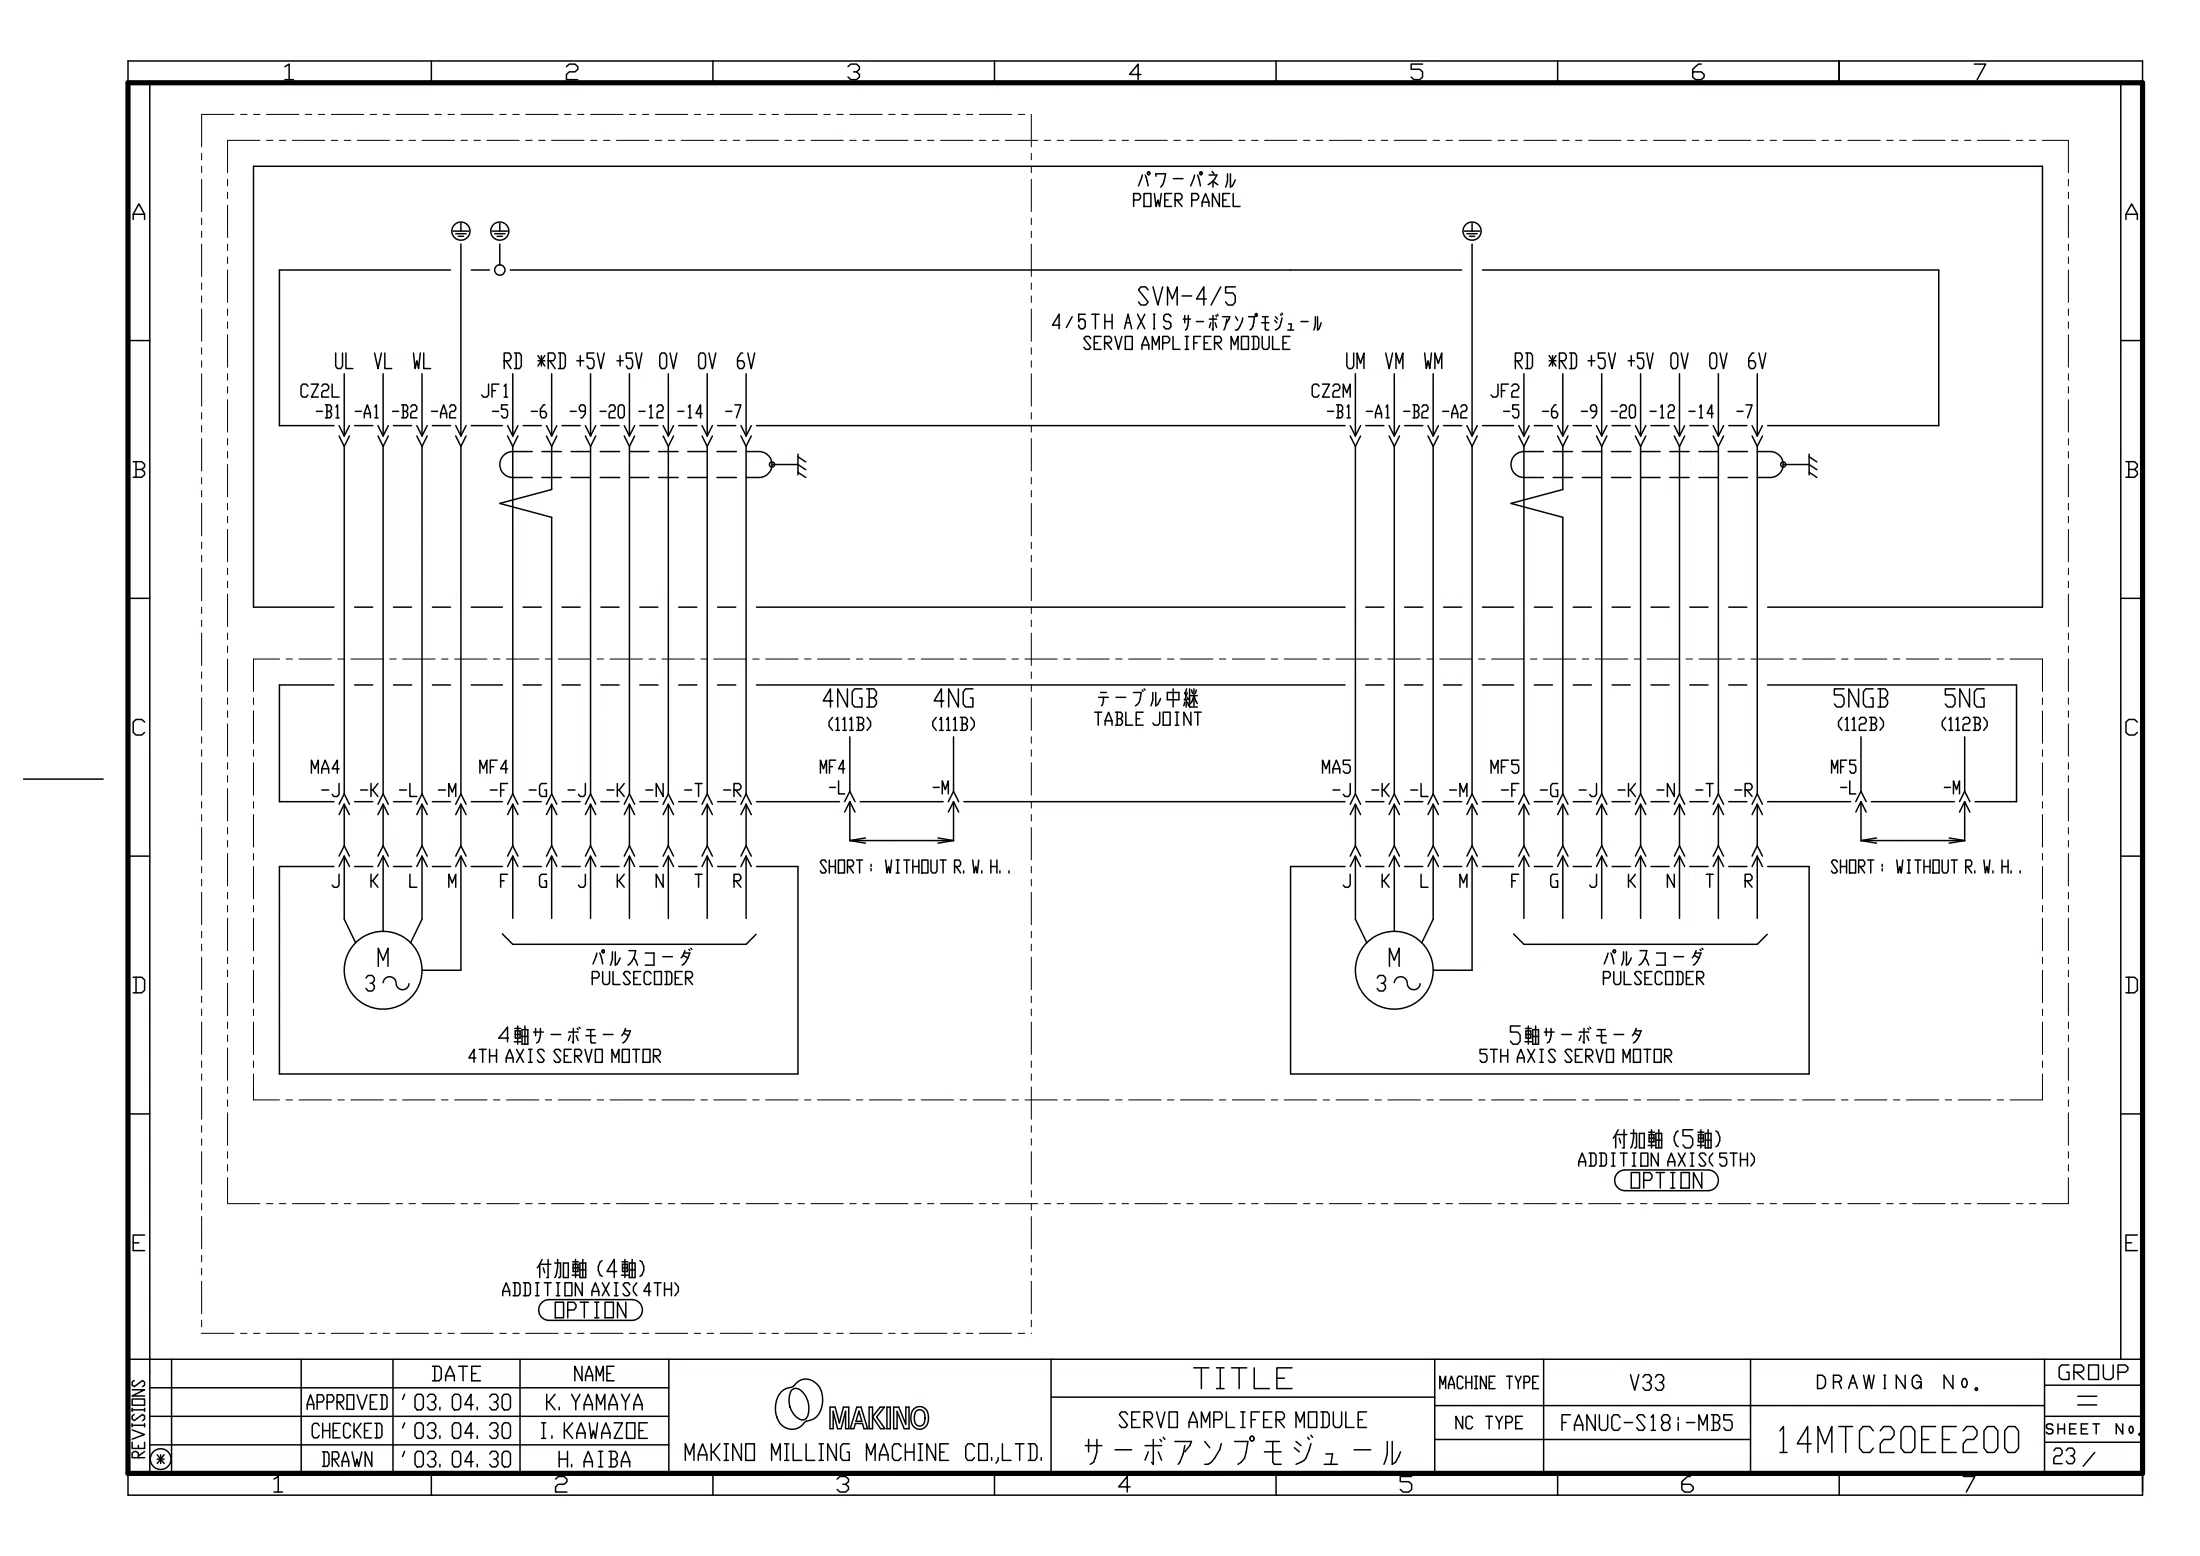 1 2 3 4 5 6 7
A A
パワーパネル
POWER PANEL
SVM-4/5
4/5TH AXIS サーボアンプモジュール
SERVO AMPLIFER MODULE
UL VL WL RD *RD +5V +5V 0V 0V 6V UM VM WM RD *RD +5V +5V 0V 0V 6V
CZ2L JF1 CZ2M JF2
-B1 -A1 -B2 -A2 -5 -6 -9 -20 -12 -14 -7 -B1 -A1 -B2 -A2 -5 -6 -9 -20 -12 -14 -7
B B
4NGB 4NG テーブル中継 5NGB 5NG
(111B) (111B) TABLE JOINT (112B) (112B)
C C
MA4 MF4 MF4 MA5 MF5 MF5
-J -K -L -M -F -G -J -K -N -T -R -L -M -J -K -L -M -F -G -J -K -N -T -R -L -M
SHORT: WITHOUT R.W.H.. SHORT: WITHOUT R.W.H..
J K L M F G J K N T R J K L M F G J K N T R
M パルスコーダ M パルスコーダ
3 PULSECODER 3 PULSECODER
D D
4軸サーボモータ 5軸サーボモータ
4TH AXIS SERVO MOTOR 5TH AXIS SERVO MOTOR
付加軸(5軸)
ADDITION AXIS(5TH)
OPTION
E E
付加軸(4軸)
ADDITION AXIS(4TH)
OPTION
REVISIONS
*
DATE NAME
APPROVED '03.04.30 K.YAMAYA
CHECKED '03.04.30 I.KAWAZOE
DRAWN '03.04.30 H.AIBA
MAKINO
MAKINO MILLING MACHINE CO.,LTD.
TITLE
SERVO AMPLIFER MODULE
サーボアンプモジュール
MACHINE TYPE V33
NC TYPE FANUC-S18i-MB5
DRAWING No.
14MTC20EE200
GROUP
=
SHEET No.
23/
1 2 3 4 5 6 7